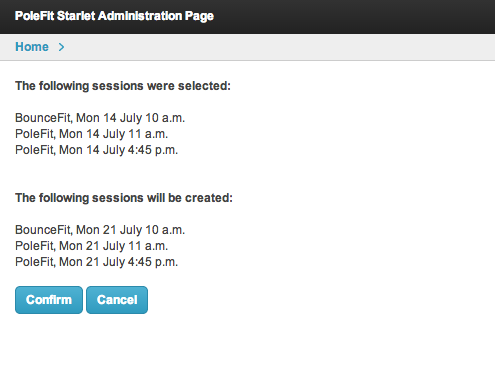 PoleFit Starlet Administration Page
Home >
The following sessions were selected:
BounceFit, Mon 14 July 10 a.m.
PoleFit, Mon 14 July 11 a.m.
PoleFit, Mon 14 July 4:45 p.m.
The following sessions will be created:
BounceFit, Mon 21 July 10 a.m.
PoleFit, Mon 21 July 11 a.m.
PoleFit, Mon 21 July 4:45 p.m.
Confirm Cancel